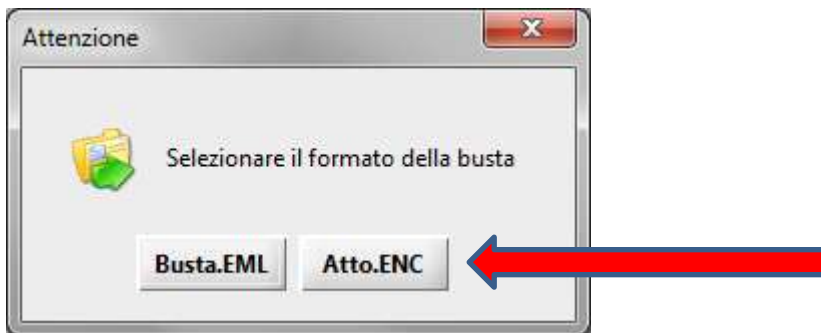 Attenzione
Selezionare il formato della busta
Busta.EML Atto.ENC